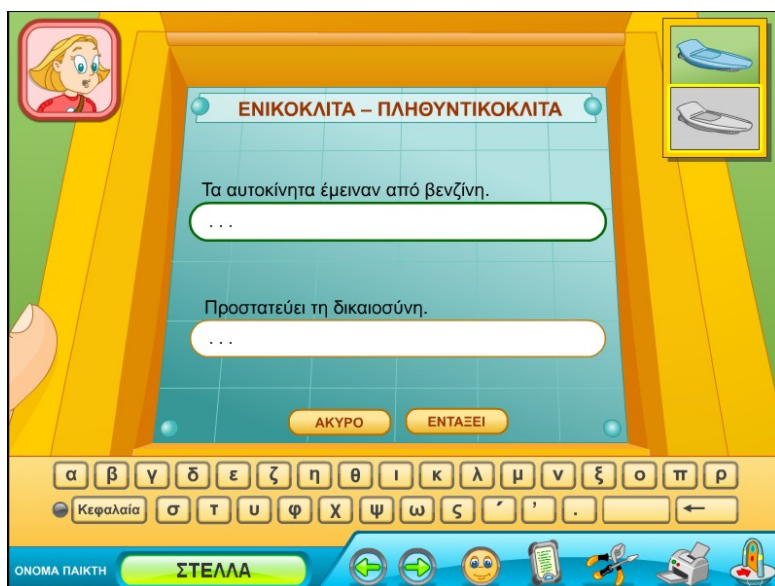 ΕΝΙΚΟΚΛΙΤΑ – ΠΛΗΘΥΝΤΙΚΟΚΛΙΤΑ
Τα αυτοκίνητα έμειναν από βενζίνη.
. . .
Προστατεύει τη δικαιοσύνη.
. . .
ΑΚΥΡΟ ΕΝΤΑΞΕΙ
α β γ δ ε ζ η θ ι κ λ μ ν ξ ο π ρ
Κεφαλαία σ τ υ φ χ ψ ω ς ΄ ’ . ←
ΟΝΟΜΑ ΠΑΙΚΤΗ ΣΤΕΛΛΑ